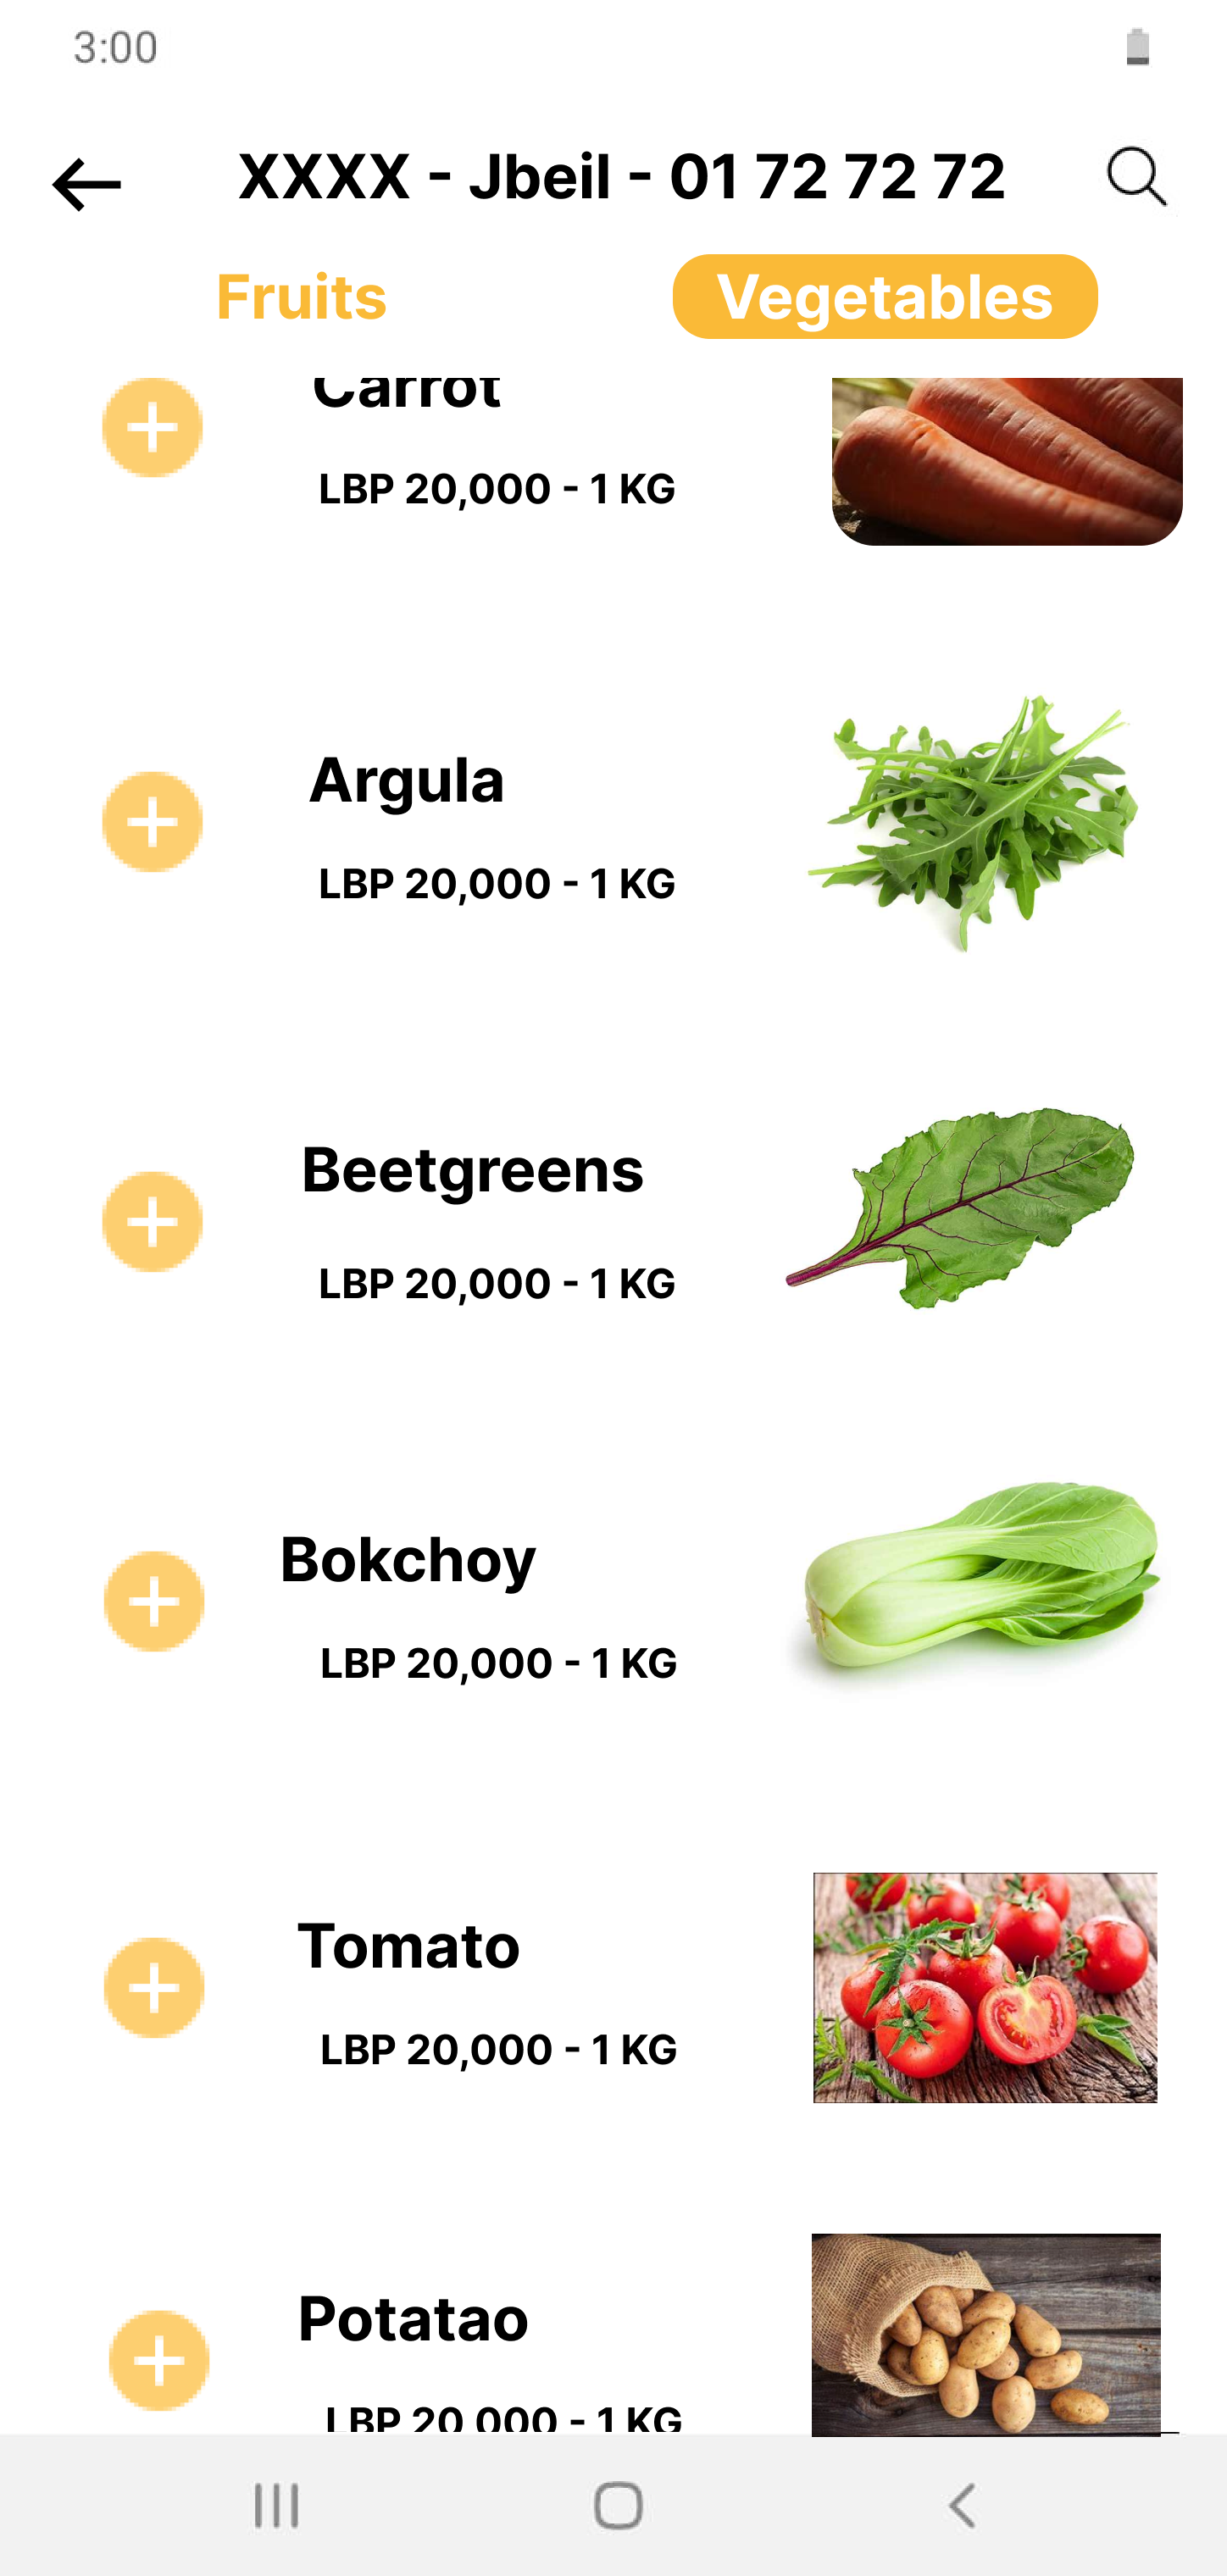 3:00
XXXX - Jbeil - 01 72 72 72
Fruits
Vegetables
Carrot
LBP 20,000 - 1 KG
Argula
LBP 20,000 - 1 KG
Beetgreens
LBP 20,000 - 1 KG
Bokchoy
LBP 20,000 - 1 KG
Tomato
LBP 20,000 - 1 KG
Potatao
LBP 20,000 - 1 KG